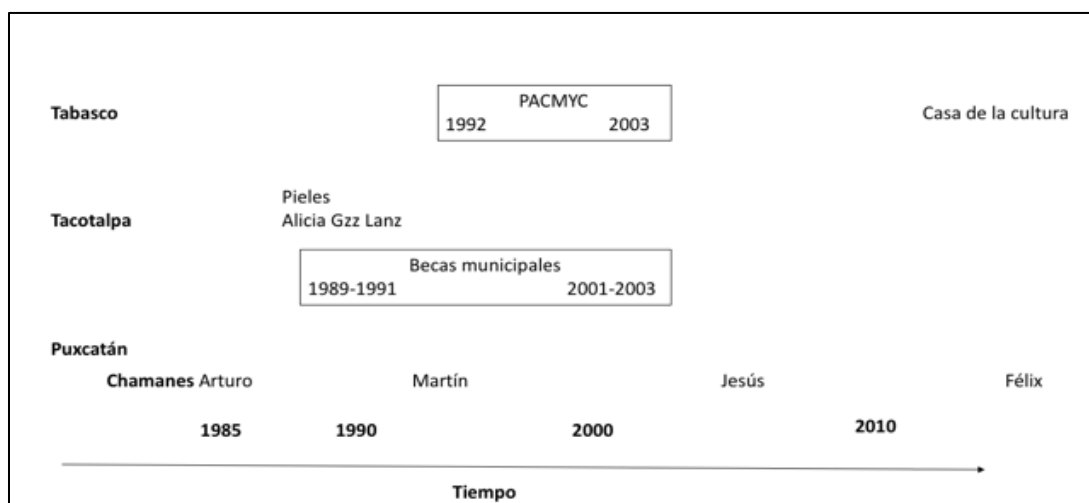 PACMYC
Tabasco 1992 2003 Casa de la cultura
Pieles
Tacotalpa Alicia Gzz Lanz
Becas municipales
1989-1991 2001-2003
Puxcatán
Chamanes Arturo Martín Jesús Félix
1985 1990 2000 2010
Tiempo